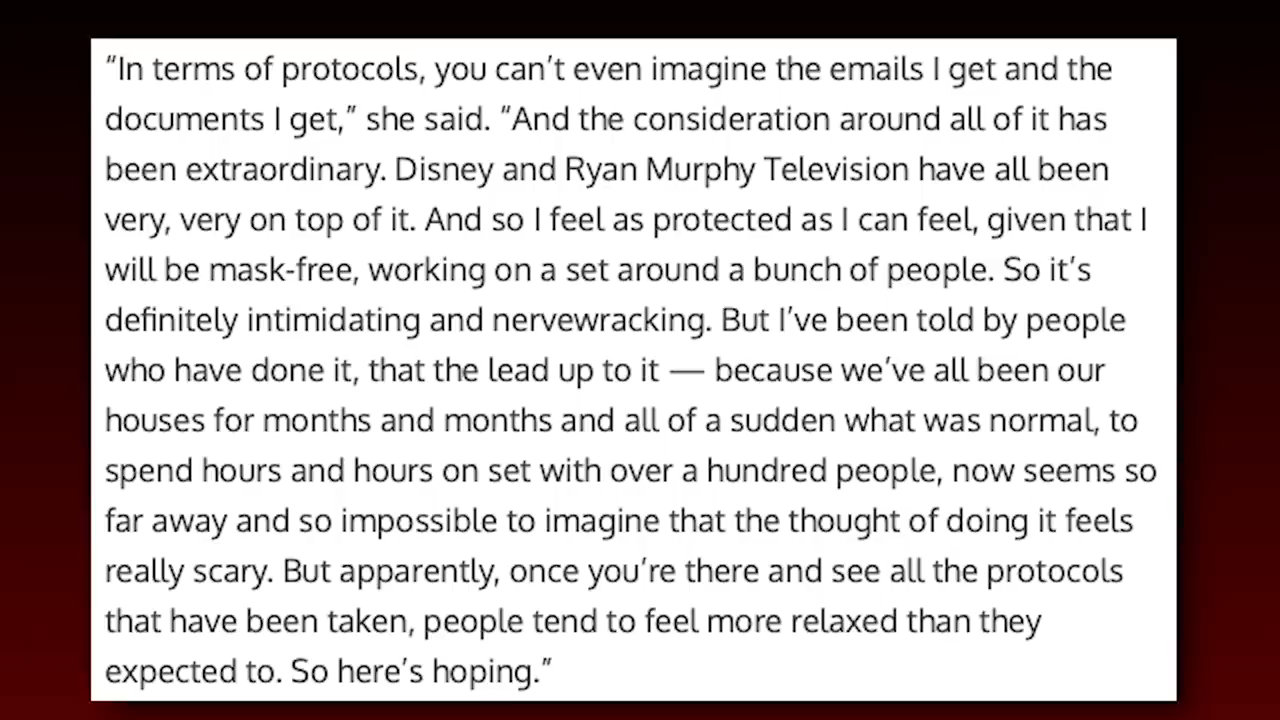 “In terms of protocols, you can’t even imagine the emails I get and the
documents I get,” she said. “And the consideration around all of it has
been extraordinary. Disney and Ryan Murphy Television have all been
very, very on top of it. And so I feel as protected as I can feel, given that I
will be mask-free, working on a set around a bunch of people. So it’s
definitely intimidating and nervewracking. But I’ve been told by people
who have done it, that the lead up to it — because we’ve all been our
houses for months and months and all of a sudden what was normal, to
spend hours and hours on set with over a hundred people, now seems so
far away and so impossible to imagine that the thought of doing it feels
really scary. But apparently, once you’re there and see all the protocols
that have been taken, people tend to feel more relaxed than they
expected to. So here’s hoping.”